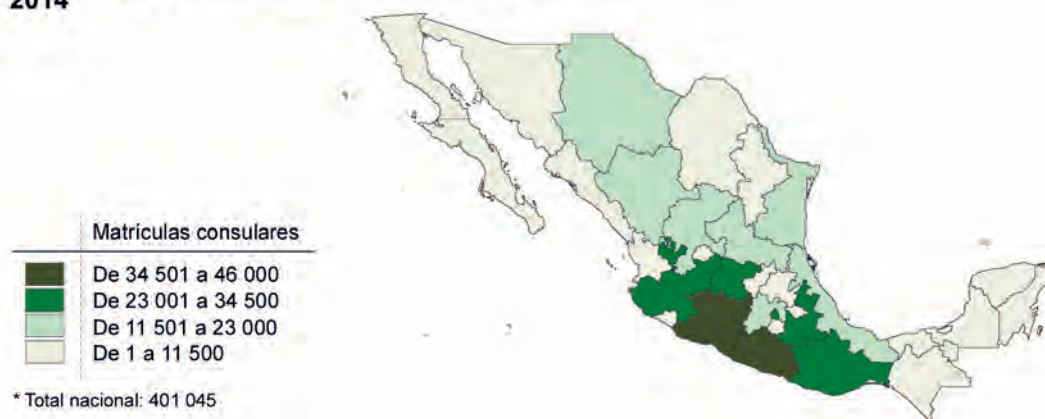 2014
Matrículas consulares
De 34 501 a 46 000
De 23 001 a 34 500
De 11 501 a 23 000
De 1 a 11 500
* Total nacional: 401 045